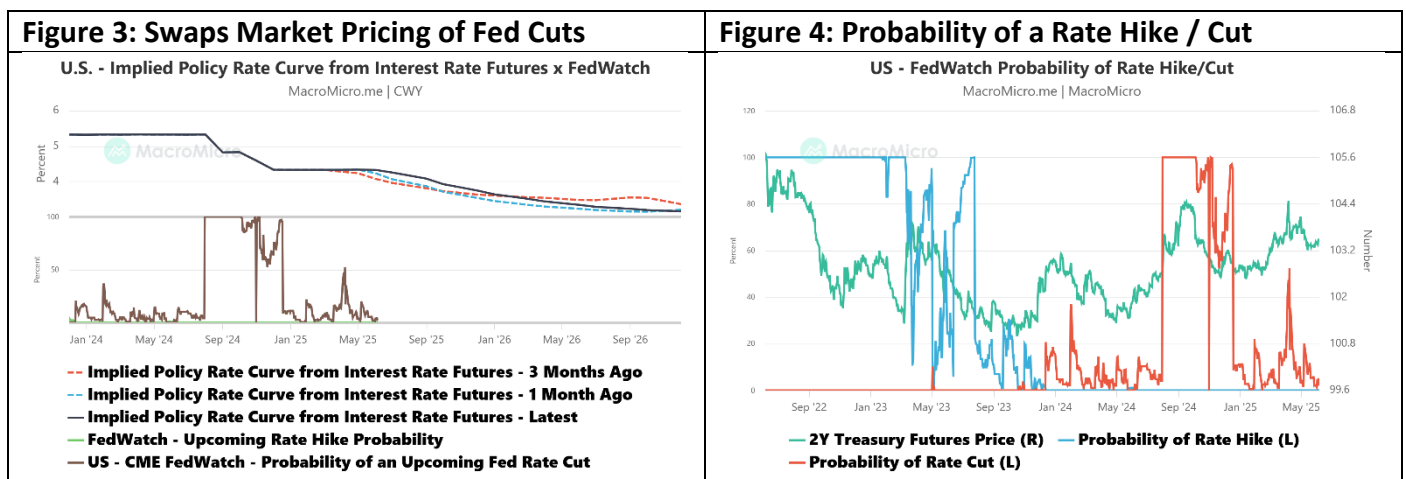 Figure 3: Swaps Market Pricing of Fed Cuts
U.S. - Implied Policy Rate Curve from Interest Rate Futures x FedWatch
MacroMicro.me | CWY
MacroMicro
Percent
6
5
4
100
Percent
50
Jan '24 May '24 Sep '24 Jan '25 May '25 Sep '25 Jan '26 May '26 Sep '26
Implied Policy Rate Curve from Interest Rate Futures - 3 Months Ago
Implied Policy Rate Curve from Interest Rate Futures - 1 Month Ago
Implied Policy Rate Curve from Interest Rate Futures - Latest
FedWatch - Upcoming Rate Hike Probability
US - CME FedWatch - Probability of an Upcoming Fed Rate Cut
Figure 4: Probability of a Rate Hike / Cut
US - FedWatch Probability of Rate Hike/Cut
MacroMicro.me | MacroMicro
MacroMicro
Percent
120
100
80
60
40
20
0
106.8
105.6
104.4
103.2
102
100.8
99.6
Number
Sep '22 Jan '23 May '23 Sep '23 Jan '24 May '24 Sep '24 Jan '25 May '25
2Y Treasury Futures Price (R) Probability of Rate Hike (L)
Probability of Rate Cut (L)